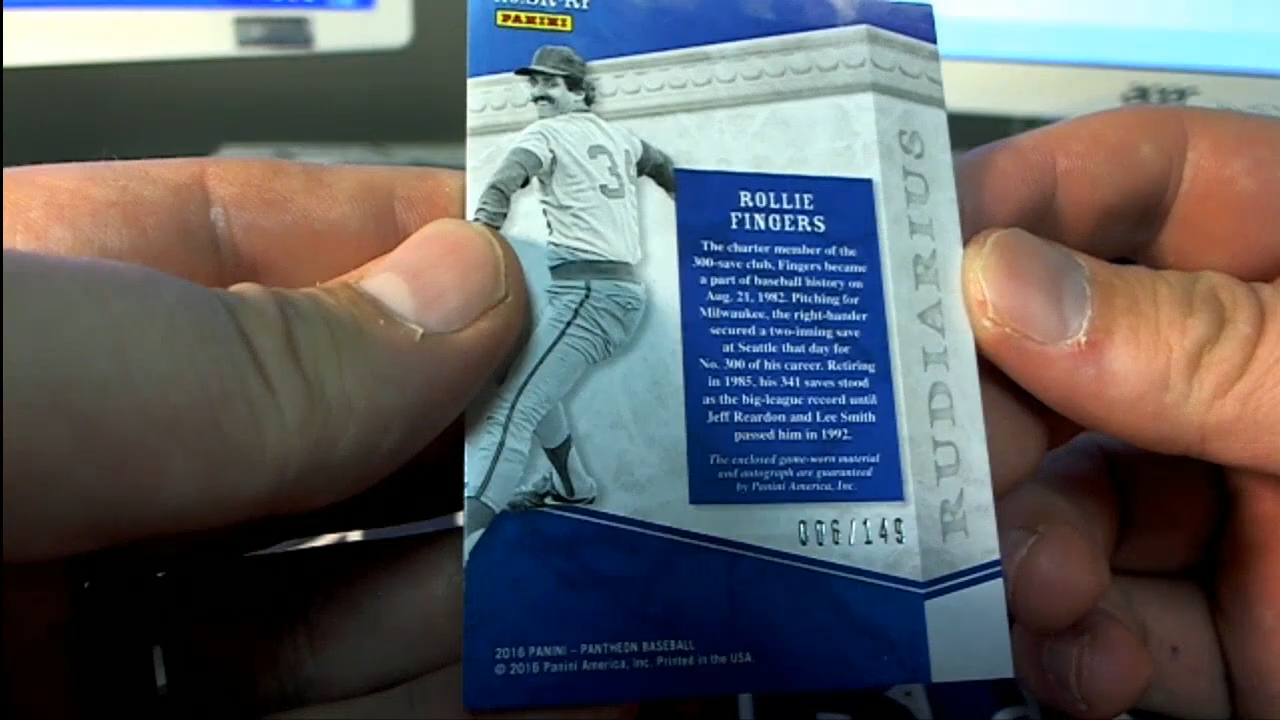 PANINI
3
ROLLIE
FINGERS
The charter member of the
300-save club, Fingers became
a part of baseball history on
Aug. 21, 1982. Pitching for
Milwaukee, the right-hander
secured a two-inning save
at Seattle that day for
No. 300 of his career. Retiring
in 1985, his 341 saves stood
as the big-league record until
Jeff Reardon and Lee Smith
passed him in 1992.
The enclosed game-worn material
and autograph are guaranteed
by Panini America, Inc.
006/149
RUDIARIUS
2016 PANINI – PANTHEON BASEBALL
© 2016 Panini America, Inc. Printed in the USA.